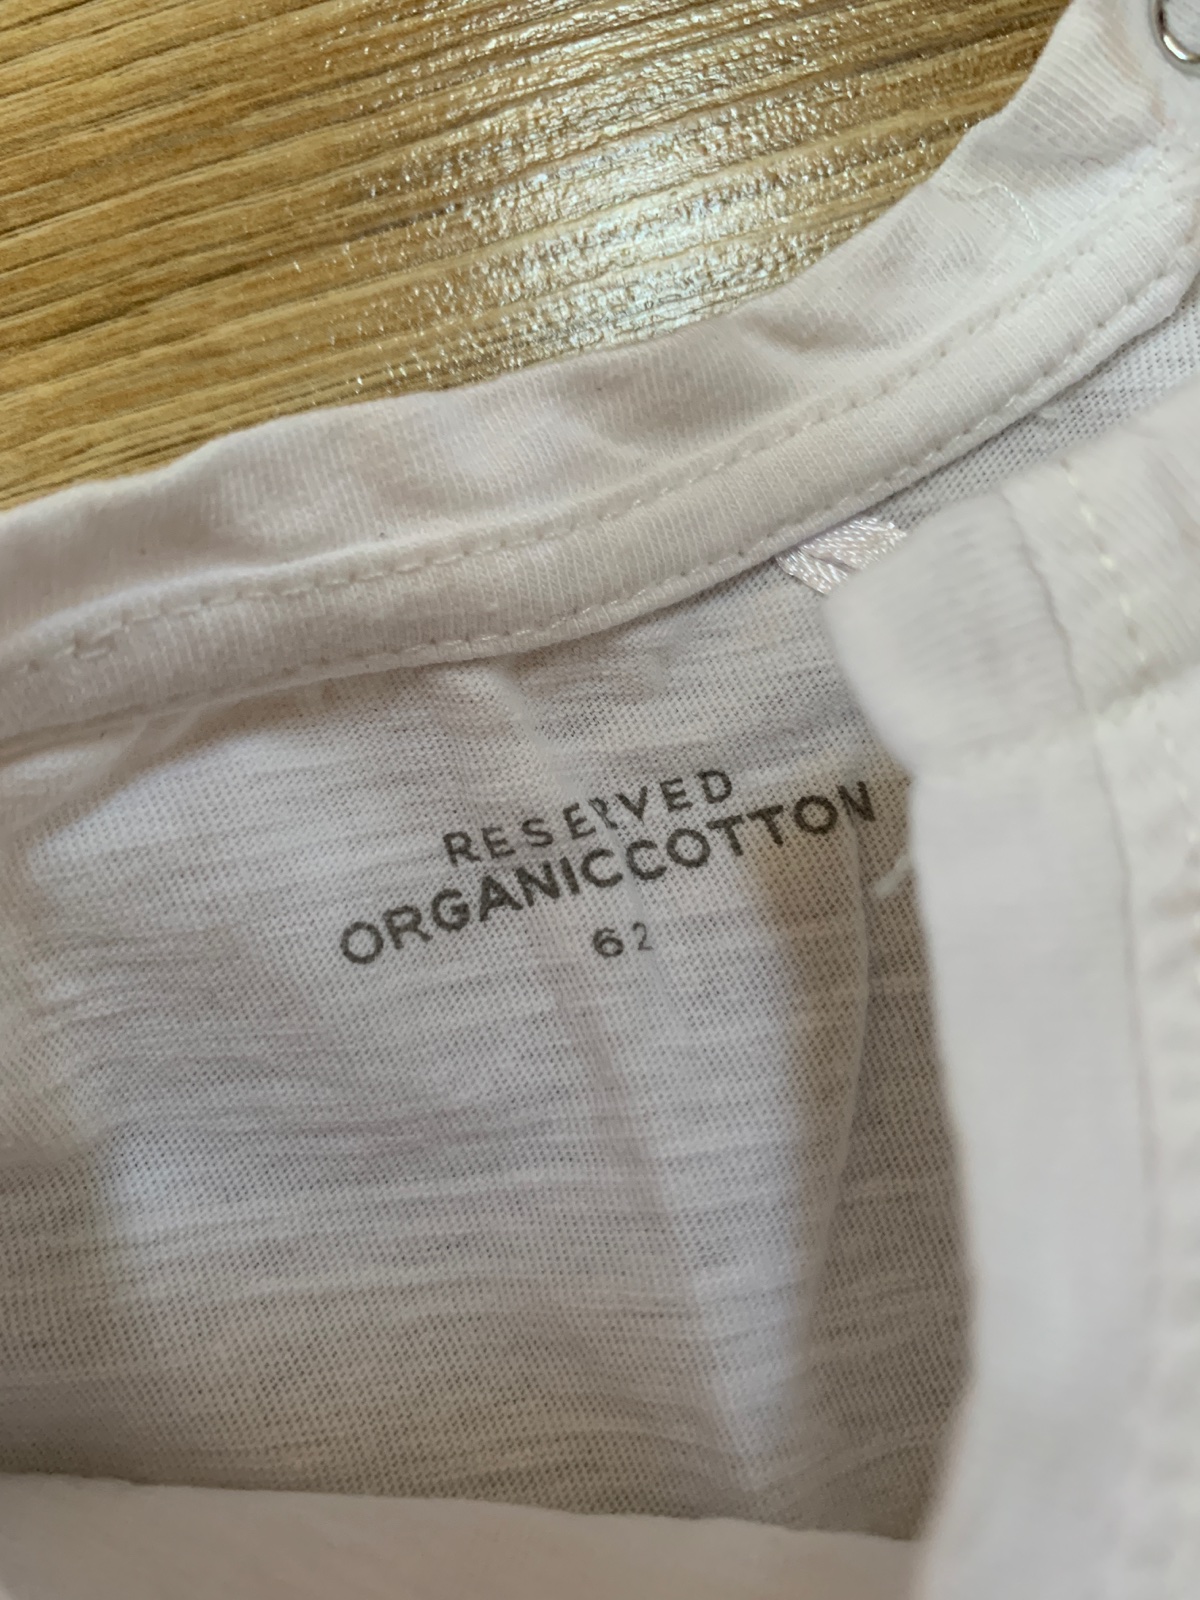 RESERVED
ORGANICCOTTON
62